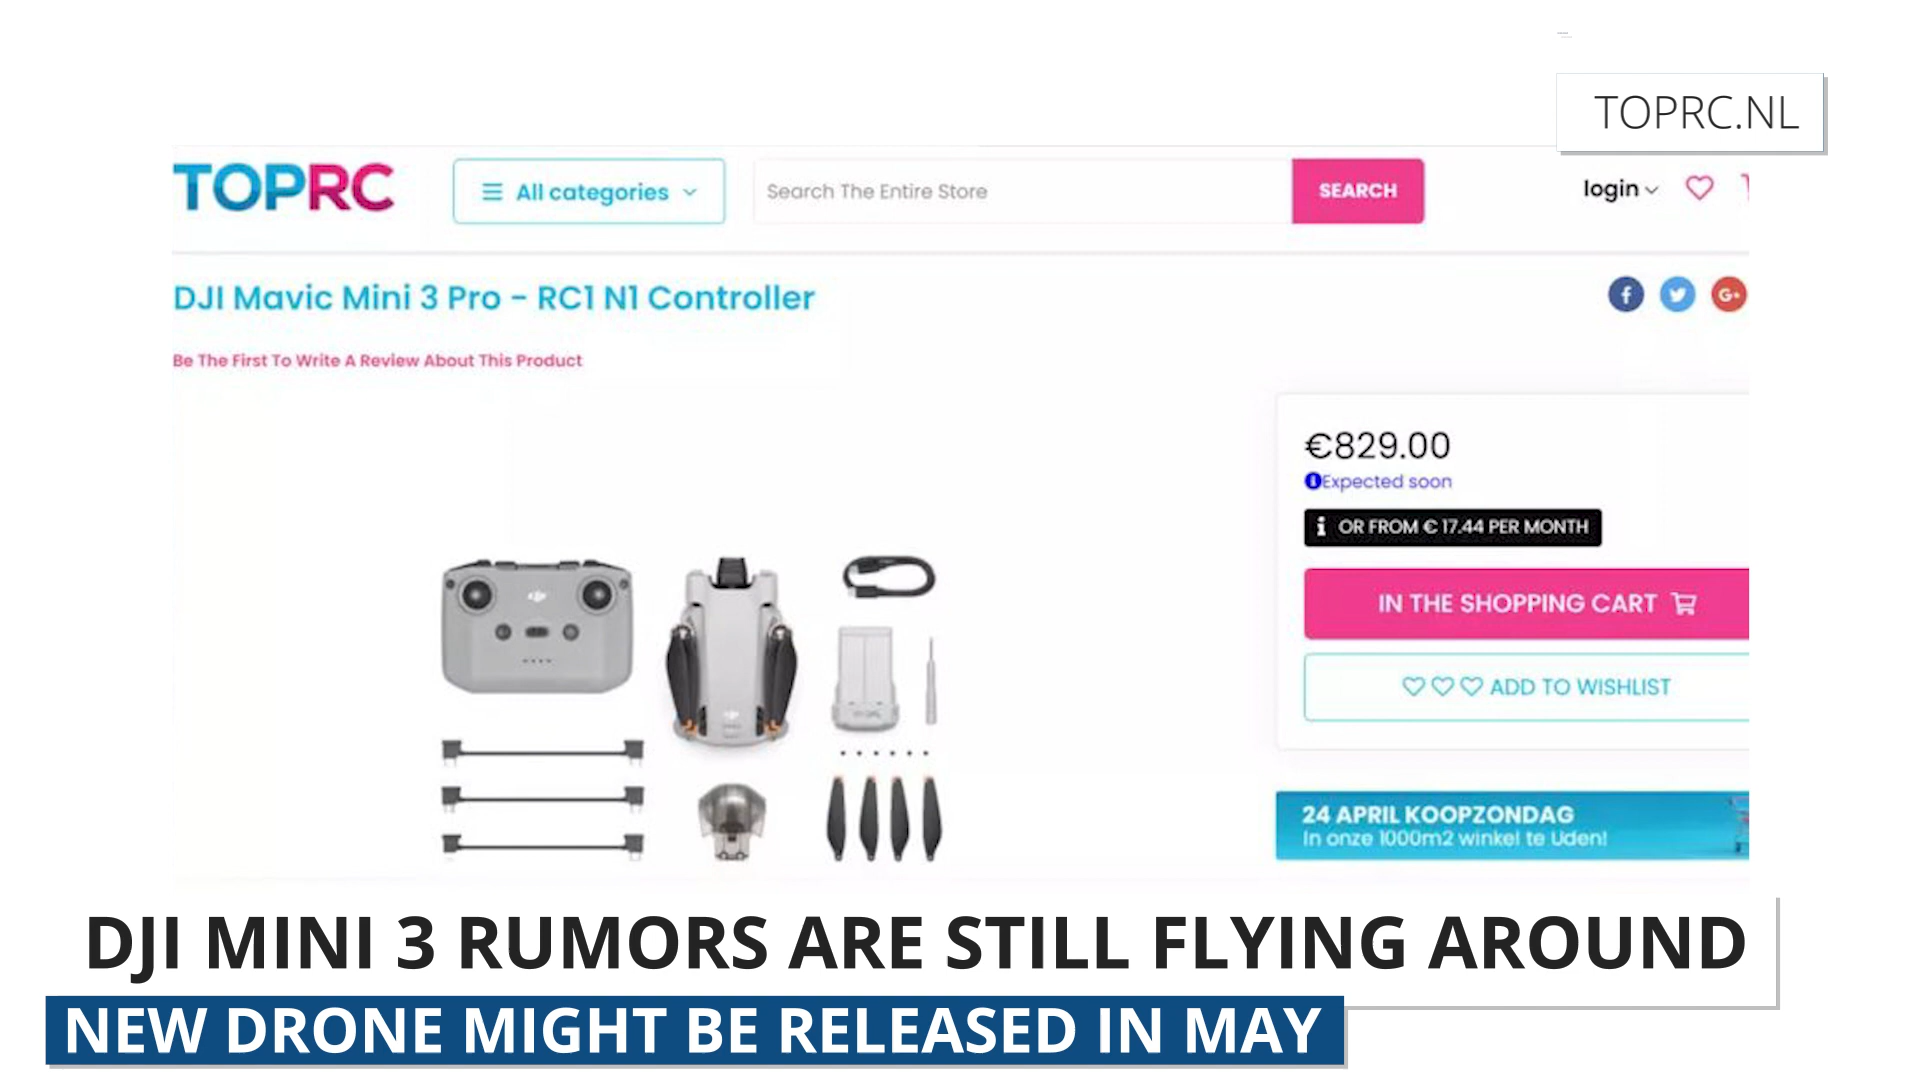 TOPRC.NL
TOPRC
All categories
Search The Entire Store
SEARCH
login
DJI Mavic Mini 3 Pro - RC1 N1 Controller
f
G+
Be The First To Write A Review About This Product
€829.00
Expected soon
OR FROM € 17.44 PER MONTH
IN THE SHOPPING CART
ADD TO WISHLIST
24 APRIL KOOPZONDAG
In onze 1000m2 winkel te Uden!
DJI MINI 3 RUMORS ARE STILL FLYING AROUND
NEW DRONE MIGHT BE RELEASED IN MAY